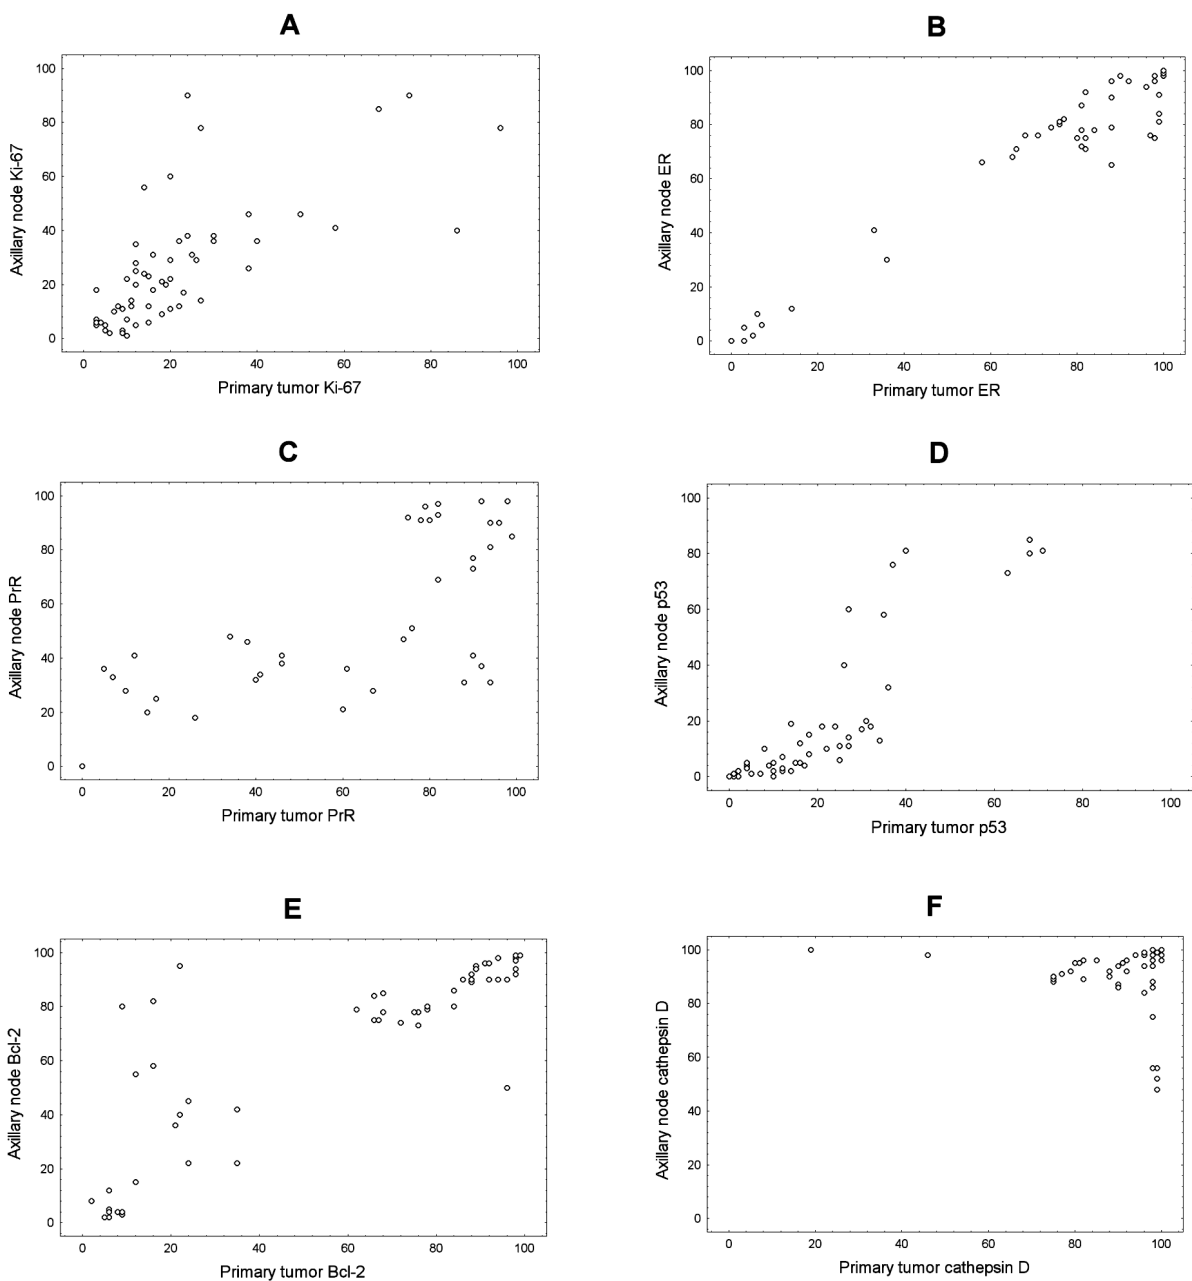 A
100
80
60
40
20
0
Axillary node Ki-67
0 20 40 60 80 100
Primary tumor Ki-67
B
100
80
60
40
20
0
Axillary node ER
0 20 40 60 80 100
Primary tumor ER
C
100
80
60
40
20
0
Axillary node PrR
0 20 40 60 80 100
Primary tumor PrR
D
100
80
60
40
20
0
Axillary node p53
0 20 40 60 80 100
Primary tumor p53
E
100
80
60
40
20
0
Axillary node Bcl-2
0 20 40 60 80 100
Primary tumor Bcl-2
F
100
80
60
40
20
0
Axillary node cathepsin D
0 20 40 60 80 100
Primary tumor cathepsin D